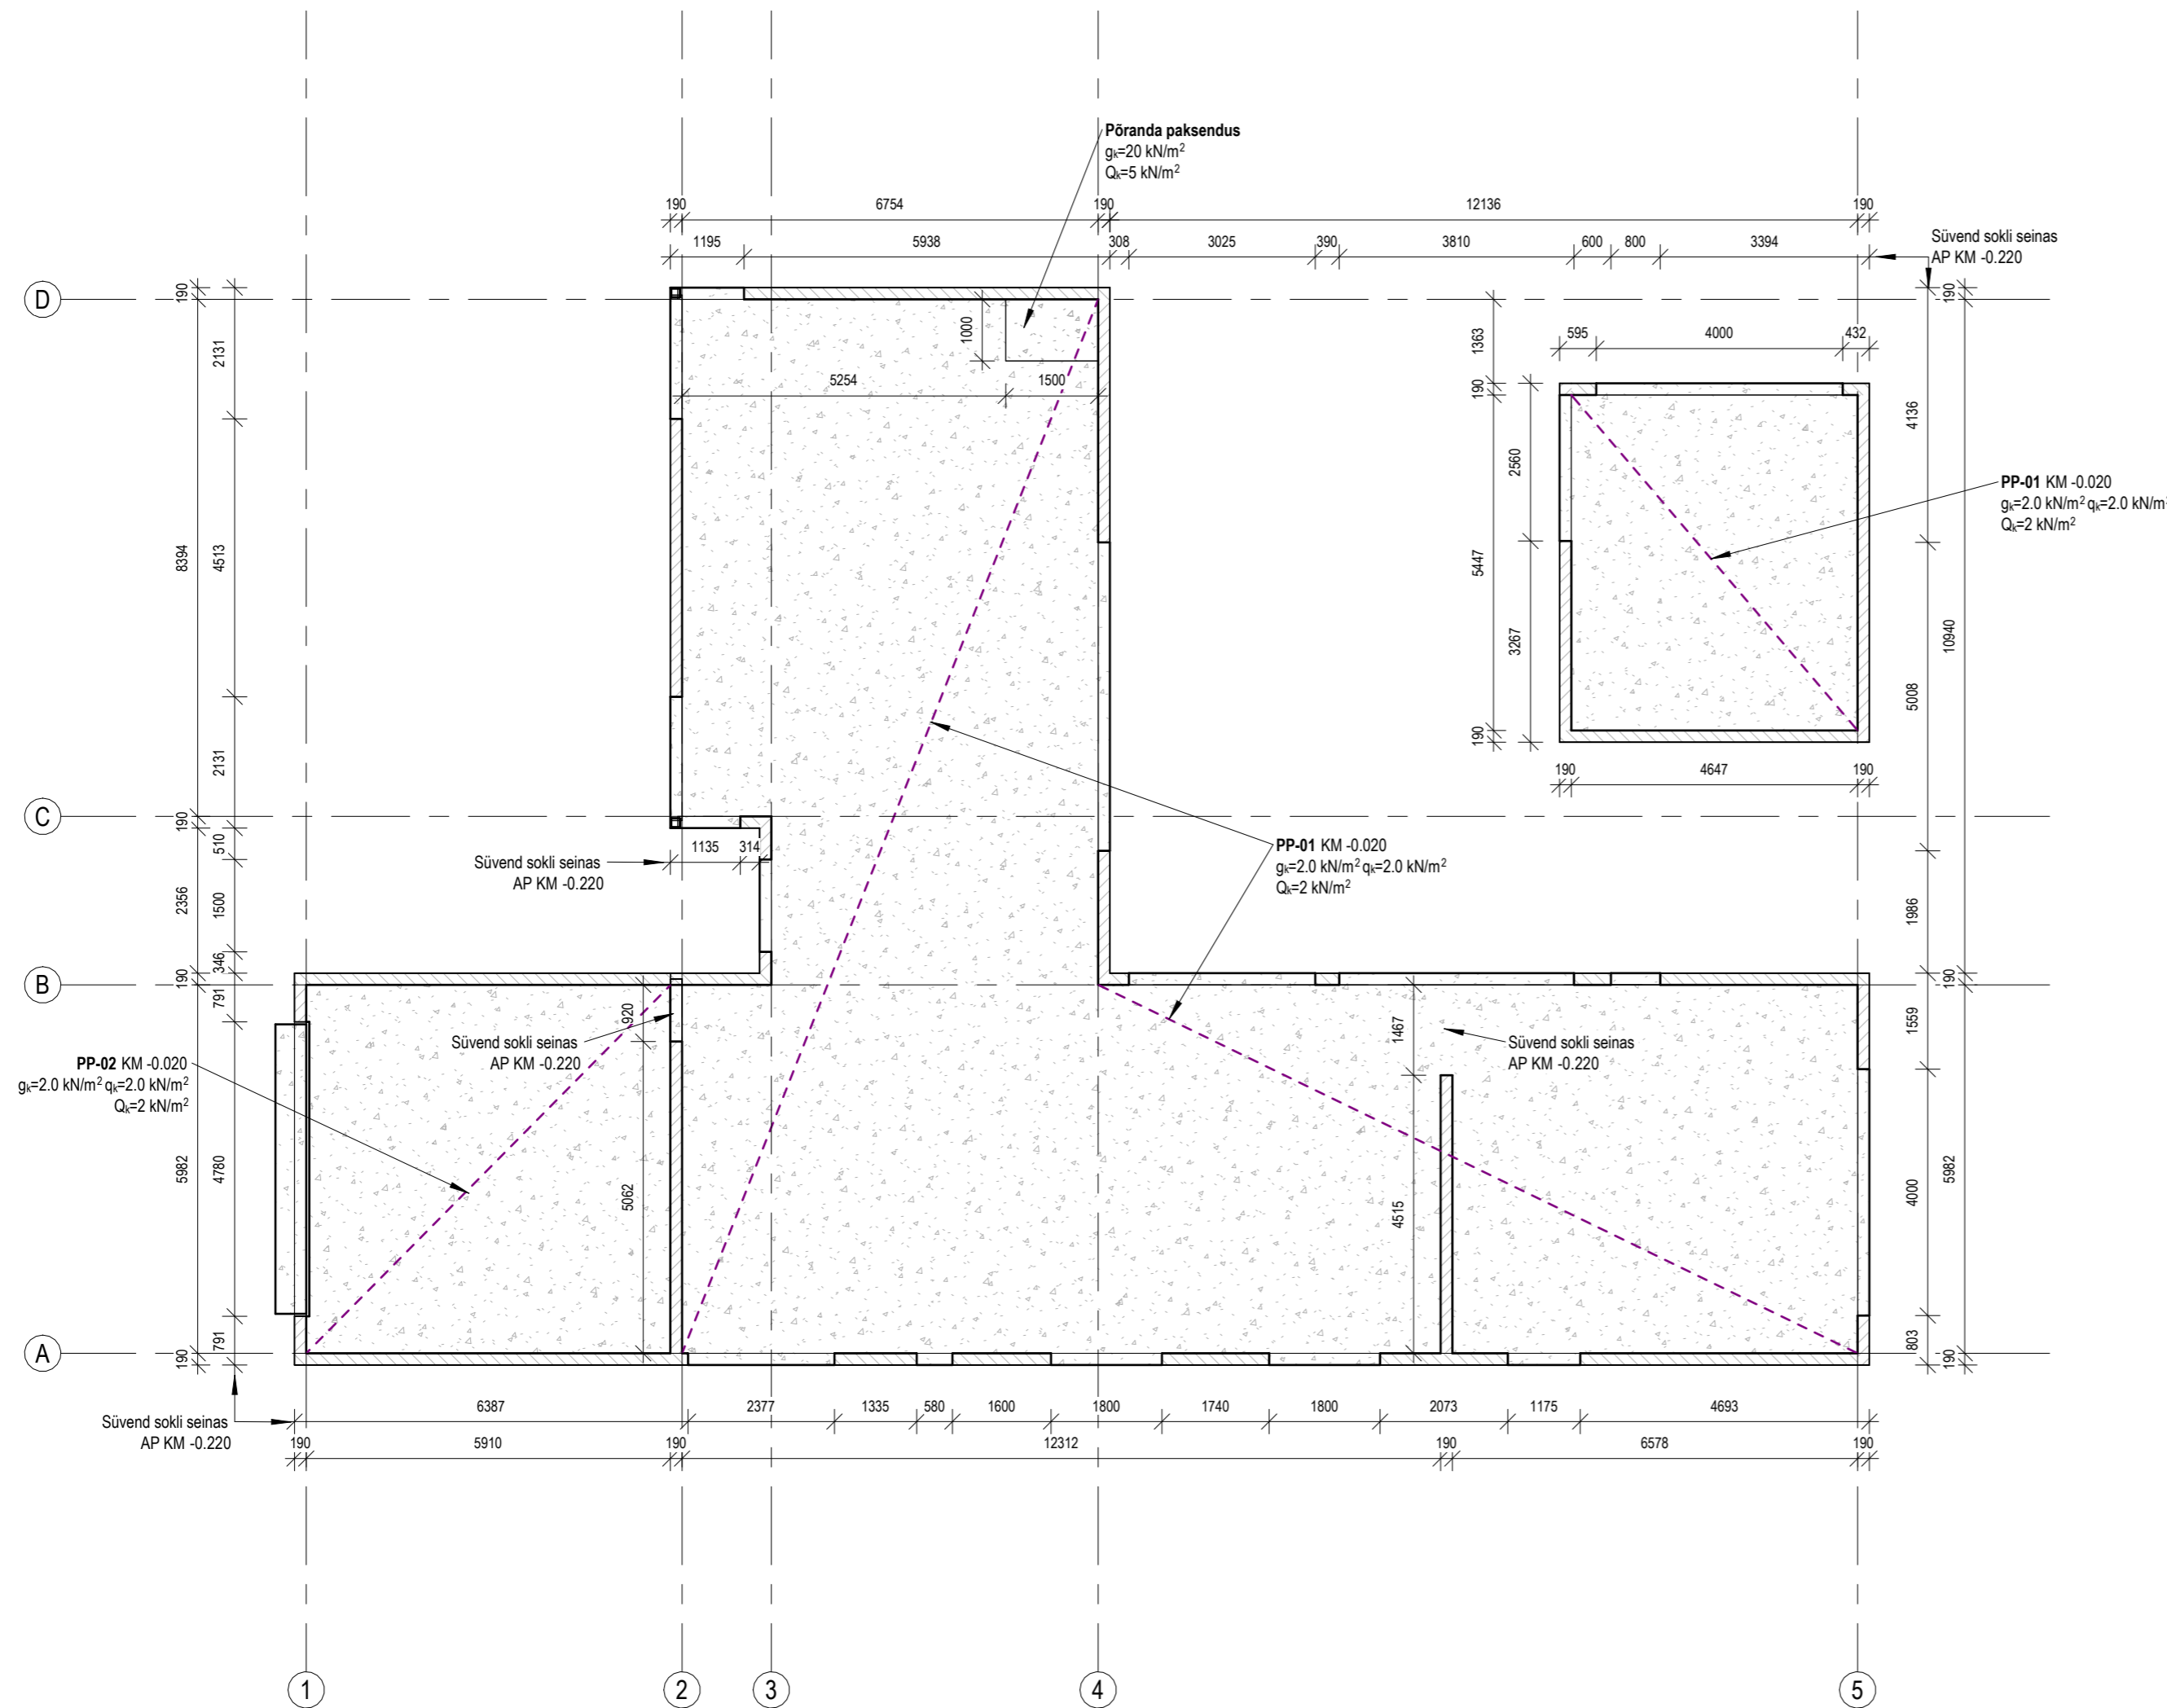 Põranda paksendus
gk=20 kN/m²
Qk=5 kN/m²
190 6754 190 12136 190
1195 5938 308 3025 390 3810 600 800 3394
Süvend sokli seinas
AP KM -0.220
D
190
2131
8394
4513
2131
190
C
510
2356
1500
346
190
B
791
5982
4780
791
190
A
1000
5254 1500
1363
190
5447
190
2560
3267
595 4000 432
190 4647 190
190
4136
10940
5008
1986
190
1559
5982
4000
803
190
PP-01 KM -0.020
gk=2.0 kN/m² qk=2.0 kN/m²
Qk=2 kN/m²
Süvend sokli seinas
AP KM -0.220
1135 314
PP-01 KM -0.020
gk=2.0 kN/m² qk=2.0 kN/m²
Qk=2 kN/m²
920
5062
Süvend sokli seinas
AP KM -0.220
1467
4515
Süvend sokli seinas
AP KM -0.220
PP-02 KM -0.020
gk=2.0 kN/m² qk=2.0 kN/m²
Qk=2 kN/m²
Süvend sokli seinas
AP KM -0.220
6387 2377 1335 580 1600 1800 1740 1800 2073 1175 4693
190 5910 190 12312 190 6578 190
1 2 3 4 5